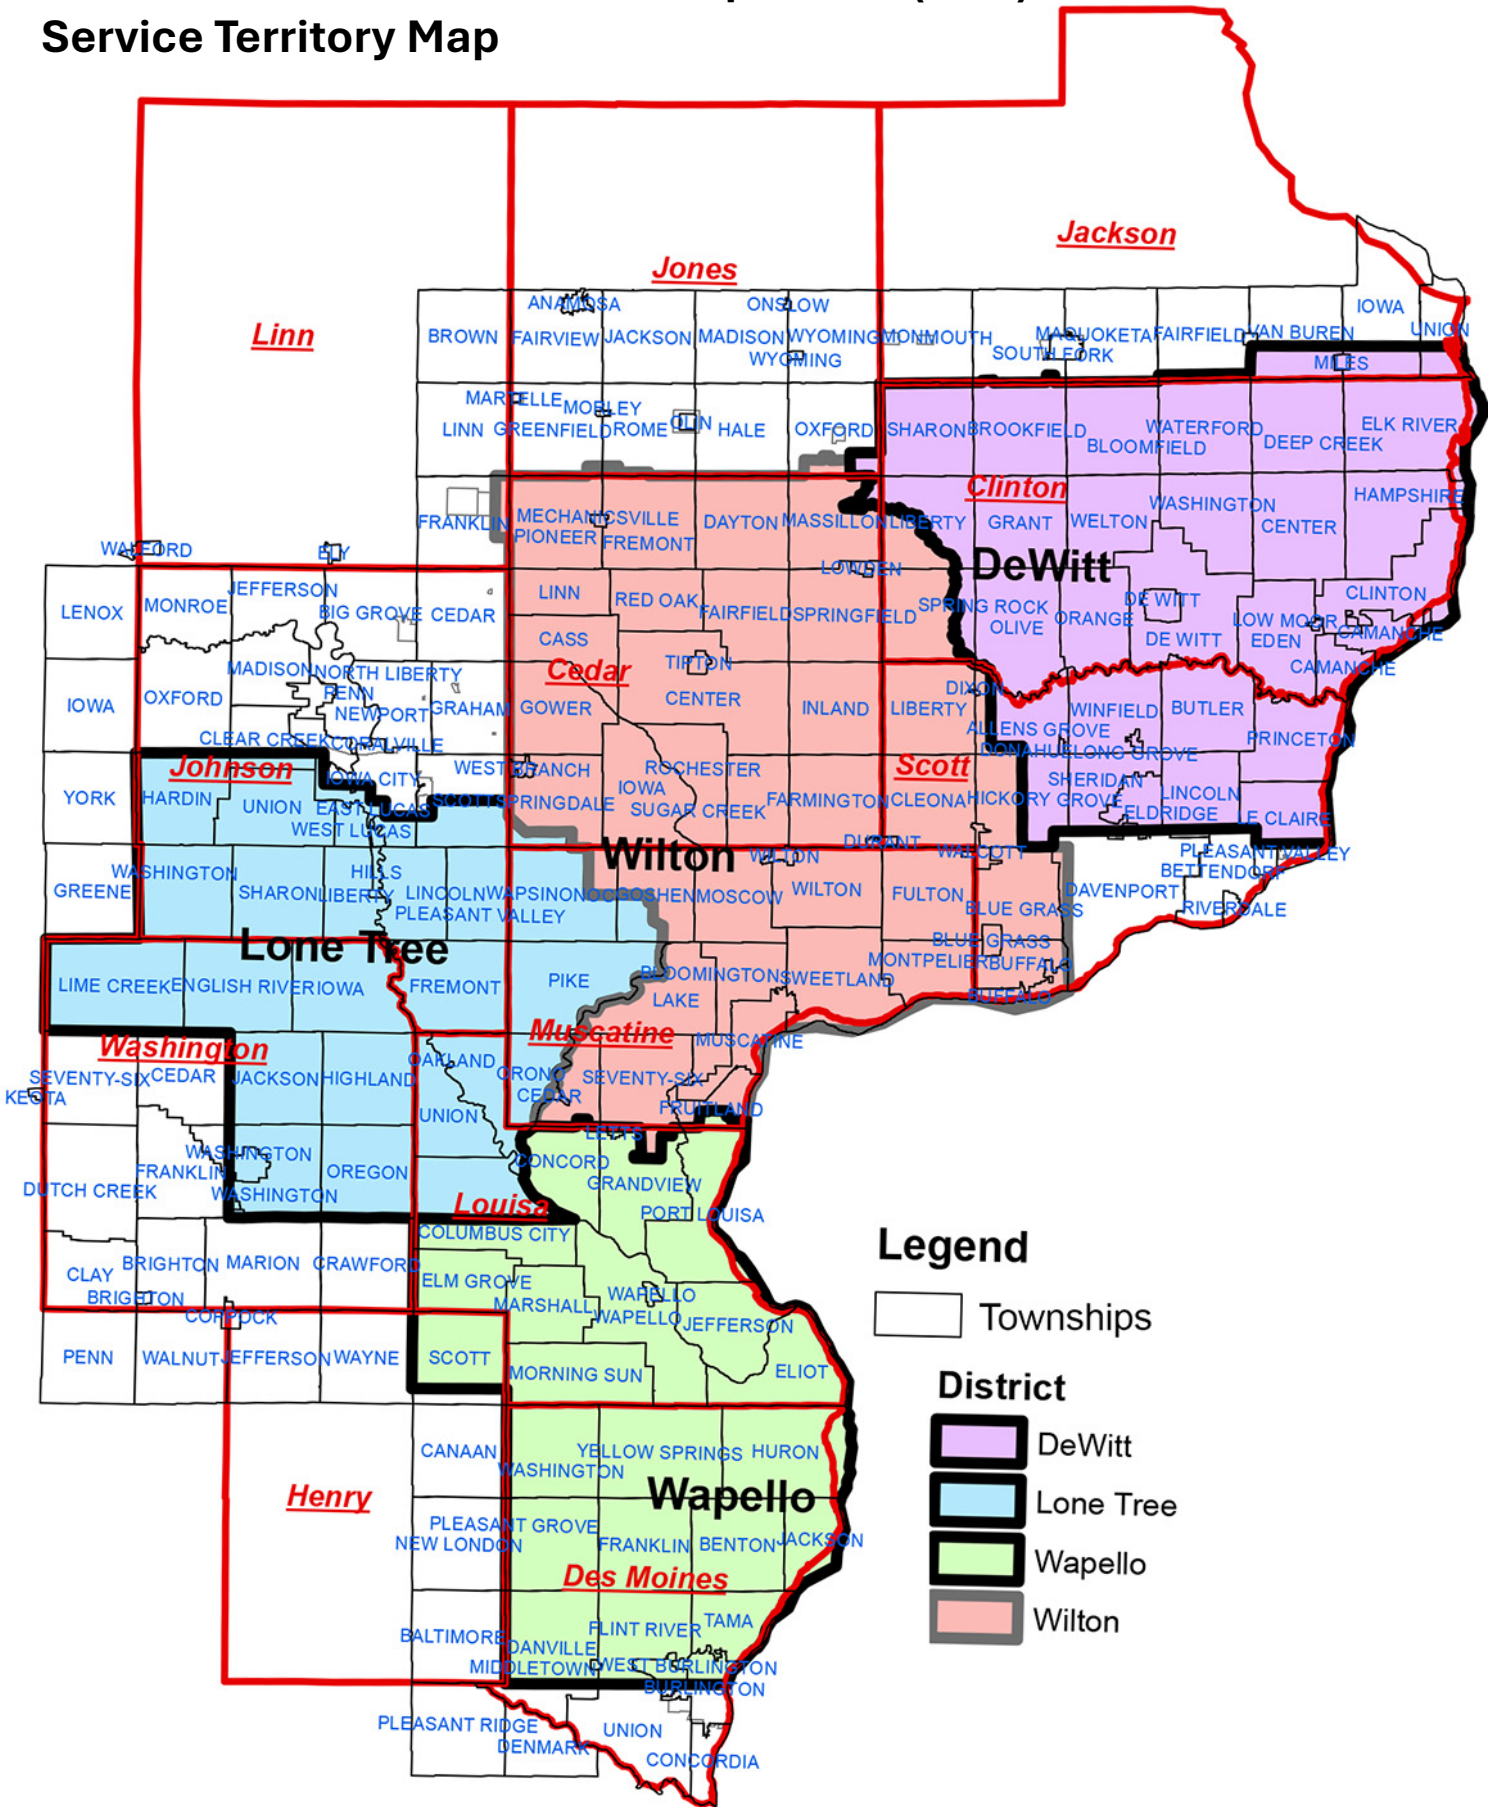 Service Territory Map
Jackson
Jones
Linn
ANAMOSA
ONSLOW
IOWA
BROWN
FAIRVIEW
JACKSON
MADISON
WYOMING
MONMOUTH
MAQUOKETA
FAIRFIELD
VAN BUREN
UNION
WYOMING
SOUTH FORK
MILES
MARTELLE
MORLEY
LINN
GREENFIELD
ROME
OLIN
HALE
OXFORD
SHARON
BROOKFIELD
BLOOMFIELD
WATERFORD
DEEP CREEK
ELK RIVER
Clinton
FRANKLIN
MECHANICSVILLE
PIONEER
FREMONT
DAYTON
MASSILLON
LIBERTY
GRANT
WELTON
WASHINGTON
CENTER
HAMPSHIRE
WALFORD
ELY
LOWDEN
DeWitt
LENOX
MONROE
JEFFERSON
BIG GROVE
CEDAR
LINN
RED OAK
FAIRFIELD
SPRINGFIELD
SPRING ROCK
OLIVE
ORANGE
DE WITT
DE WITT
LOW MOOR
EDEN
CLINTON
CAMANCHE
CAMANCHE
CASS
Cedar
TIPTON
MADISON
NORTH LIBERTY
PENN
IOWA
OXFORD
NEWPORT
GRAHAM
GOWER
CENTER
INLAND
LIBERTY
DIXON
ALLENS GROVE
WINFIELD
BUTLER
PRINCETON
CLEAR CREEK
CORALVILLE
DONAHUE
LONG GROVE
Johnson
IOWA CITY
WEST BRANCH
ROCHESTER
Scott
SHERIDAN
YORK
HARDIN
UNION
EAST LUCAS
WEST LUCAS
SCOTT
SPRINGDALE
IOWA
SUGAR CREEK
FARMINGTON
CLEONA
HICKORY GROVE
ELDRIDGE
LINCOLN
LE CLAIRE
Wilton
WILTON
DURANT
WALCOTT
PLEASANT VALLEY
BETTENDORF
GREENE
WASHINGTON
SHARON
HILLS
LIBERTY
LINCOLN
PLEASANT VALLEY
WAPSINONOC
GOSHEN
MOSCOW
WILTON
FULTON
BLUE GRASS
DAVENPORT
RIVERDALE
Lone Tree
BLUE GRASS
LIME CREEK
ENGLISH RIVER
IOWA
FREMONT
PIKE
BLOOMINGTON
LAKE
SWEETLAND
MONTPELIER
BUFFALO
BUFFALO
Washington
Muscatine
MUSCATINE
SEVENTY-SIX
CEDAR
JACKSON
HIGHLAND
OAKLAND
ORONO
CEDAR
SEVENTY-SIX
KEOTA
UNION
FRUITLAND
LETTS
WASHINGTON
FRANKLIN
OREGON
CONCORD
GRANDVIEW
DUTCH CREEK
WASHINGTON
Louisa
PORT LOUISA
COLUMBUS CITY
CLAY
BRIGHTON
MARION
CRAWFORD
ELM GROVE
BRIGHTON
MARSHALL
WAPELLO
WAPELLO
JEFFERSON
COPPOCK
PENN
WALNUT
JEFFERSON
WAYNE
SCOTT
MORNING SUN
ELIOT
CANAAN
YELLOW SPRINGS
HURON
WASHINGTON
Henry
Wapello
PLEASANT GROVE
NEW LONDON
FRANKLIN
BENTON
JACKSON
Des Moines
BALTIMORE
DANVILLE
FLINT RIVER
TAMA
MIDDLETOWN
WEST BURLINGTON
BURLINGTON
PLEASANT RIDGE
DENMARK
UNION
CONCORDIA
Legend
Townships
District
DeWitt
Lone Tree
Wapello
Wilton